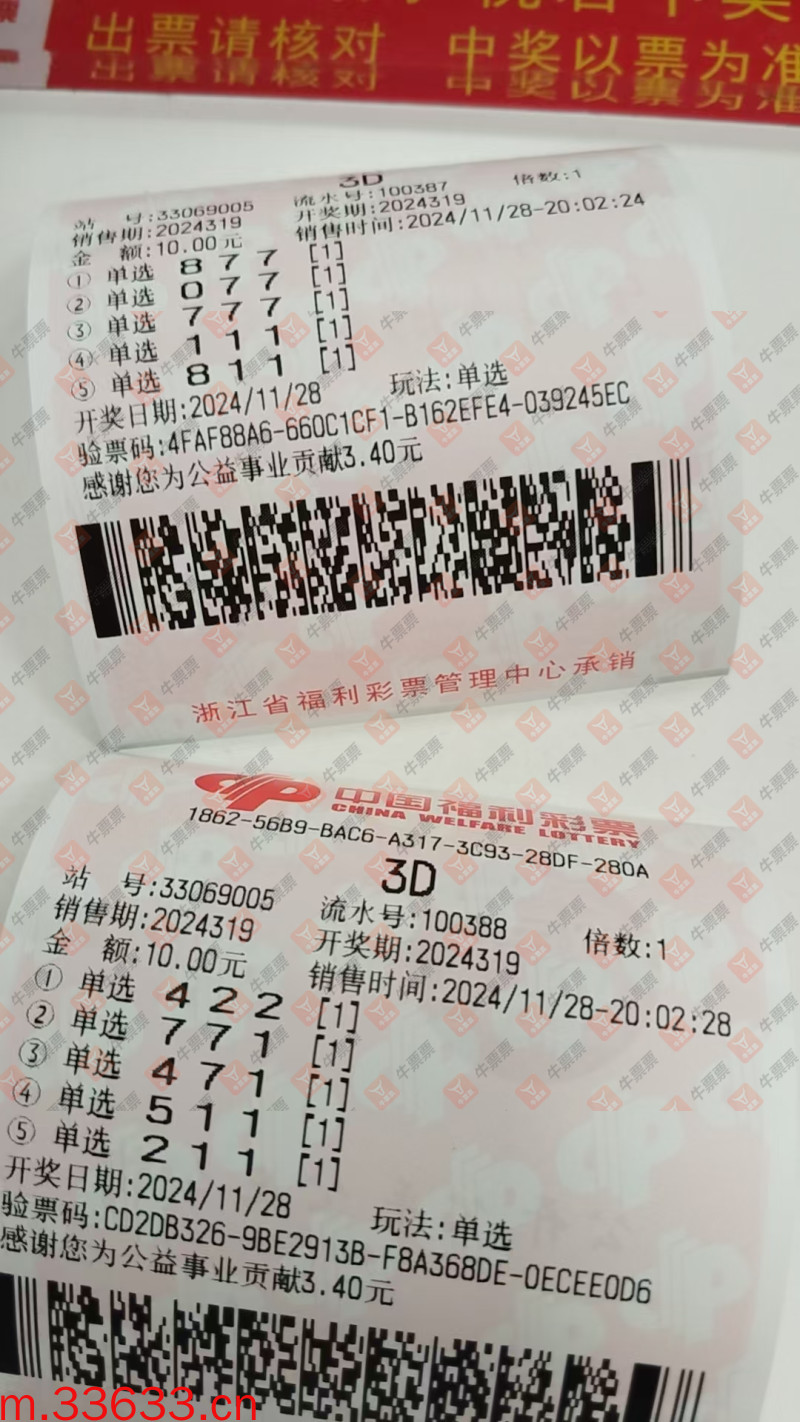 出票请核对 中奖以票为准
3D
站 号:33069005 流水号:100387 倍数:1
销售期:2024319 开奖期:2024319
金 额:10.00元 销售时间:2024/11/28-20:02:24
① 单选 8 7 7 [1]
② 单选 0 7 7 [1]
③ 单选 7 7 7 [1]
④ 单选 1 1 1 [1]
⑤ 单选 8 1 1 [1]
开奖日期:2024/11/28 玩法:单选
验票码:4FAF88A6-660C1CF1-B162EFE4-039245EC
感谢您为公益事业贡献3.40元
浙江省福利彩票管理中心承销
中国福利彩票
CHINA WELFARE LOTTERY
1862-56B9-BAC6-A317-3C93-28DF-280A
3D
站 号:33069005 流水号:100388 倍数:1
销售期:2024319 开奖期:2024319
金 额:10.00元 销售时间:2024/11/28-20:02:28
① 单选 4 2 2 [1]
② 单选 7 7 1 [1]
③ 单选 4 7 1 [1]
④ 单选 5 1 1 [1]
⑤ 单选 2 1 1 [1]
开奖日期:2024/11/28 玩法:单选
验票码:CD2DB326-9BE2913B-F8A368DE-0ECEE0D6
感谢您为公益事业贡献3.40元
牛票票
m.33633.cn